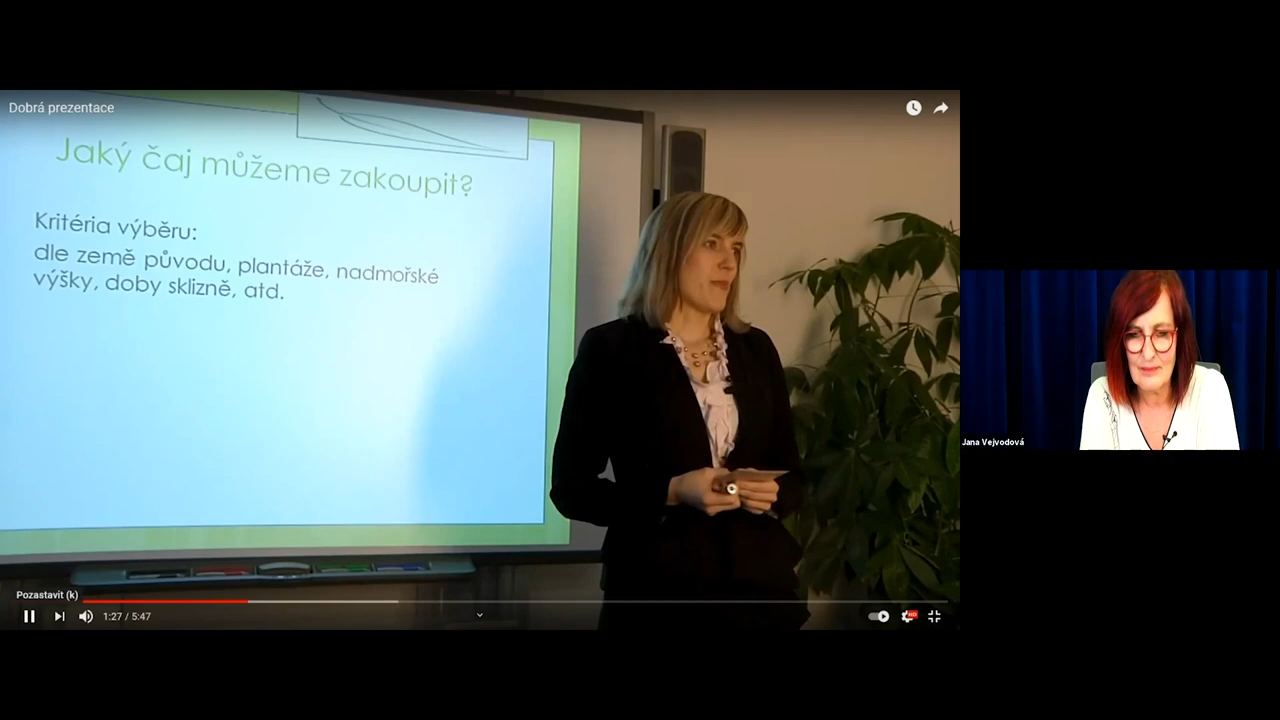 Dobrá prezentace
Jaký čaj můžeme zakoupit?
Kritéria výběru:
dle země původu, plantáže, nadmořské
výšky, doby sklizně, atd.
Jana Vejvodová
Pozastavit (k)
1:27 / 5:47
HD